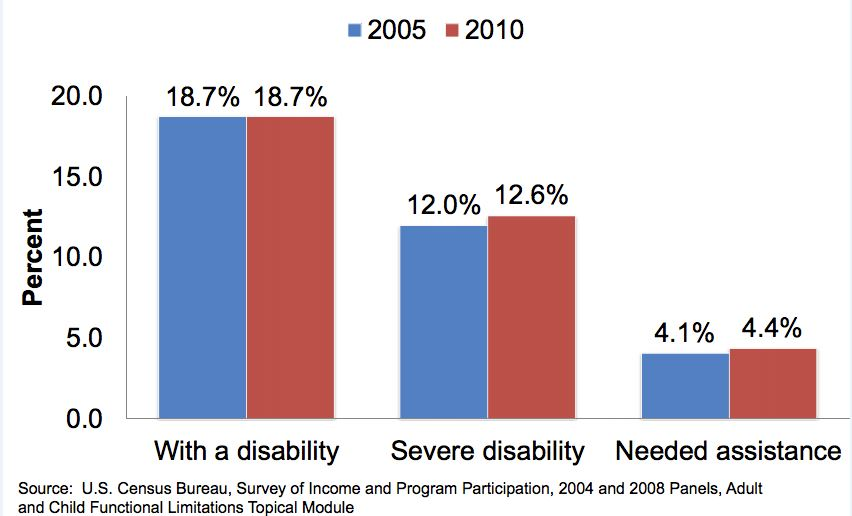 2005 2010
20.0
18.7% 18.7%
15.0
12.0% 12.6%
10.0
5.0
4.1% 4.4%
0.0
Percent
With a disability Severe disability Needed assistance
Source: U.S. Census Bureau, Survey of Income and Program Participation, 2004 and 2008 Panels, Adult
and Child Functional Limitations Topical Module